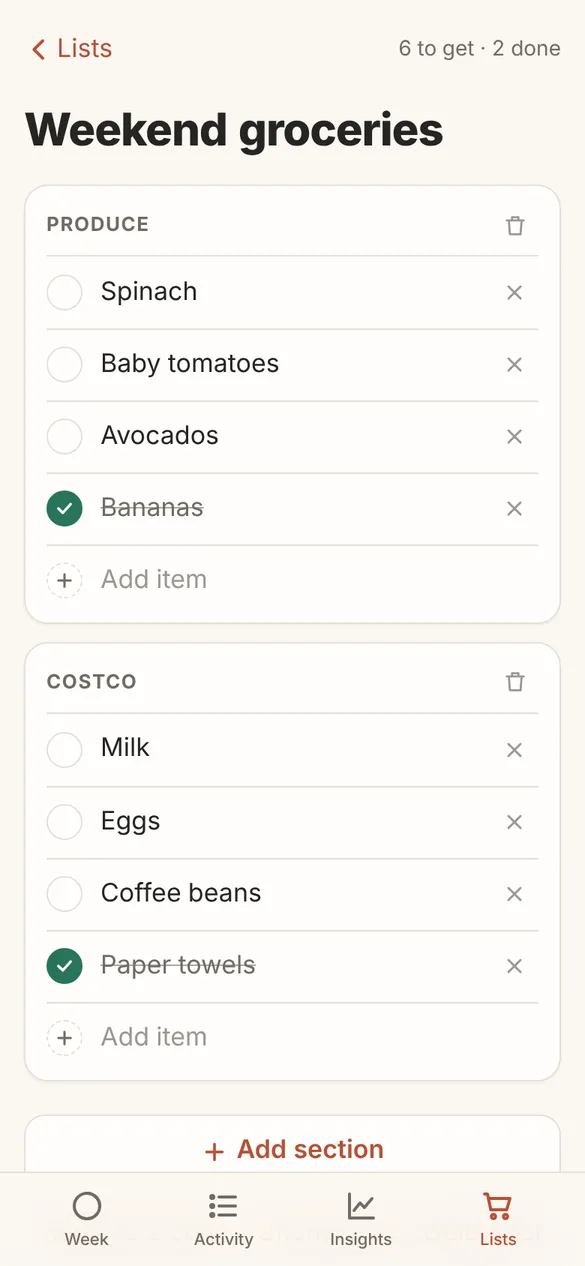 Lists
6 to get · 2 done
Weekend groceries
PRODUCE
Spinach
Baby tomatoes
Avocados
Bananas
Add item
COSTCO
Milk
Eggs
Coffee beans
Paper towels
Add item
+ Add section
Week
Activity
Insights
Lists